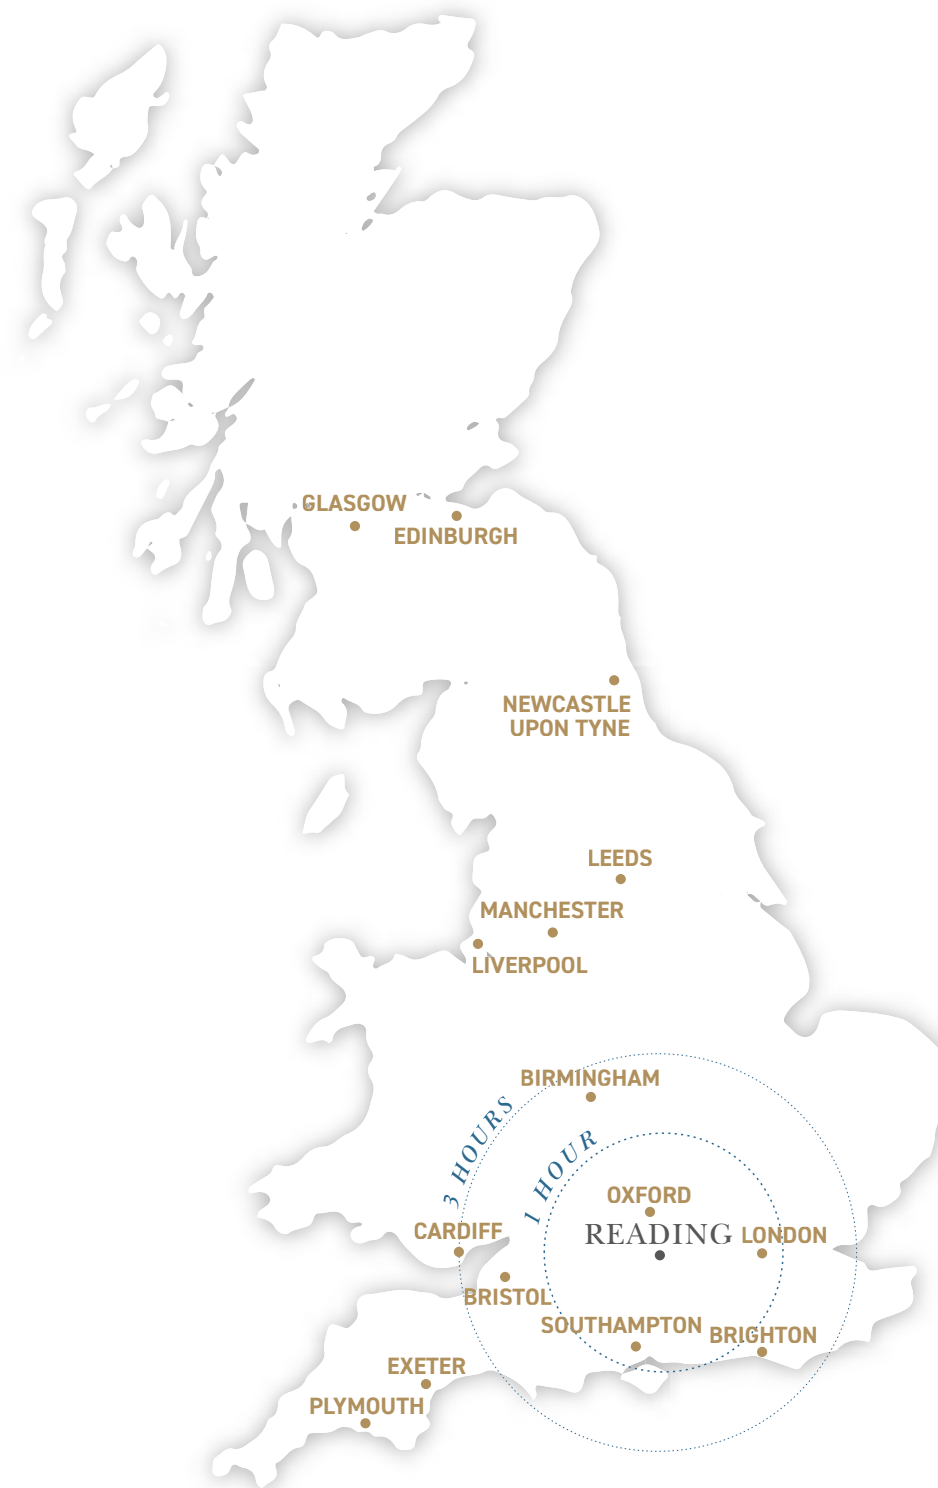 GLASGOW
EDINBURGH
NEWCASTLE
UPON TYNE
LEEDS
MANCHESTER
LIVERPOOL
BIRMINGHAM
3 HOURS
1 HOUR
OXFORD
READING
LONDON
CARDIFF
BRISTOL
SOUTHAMPTON
BRIGHTON
EXETER
PLYMOUTH